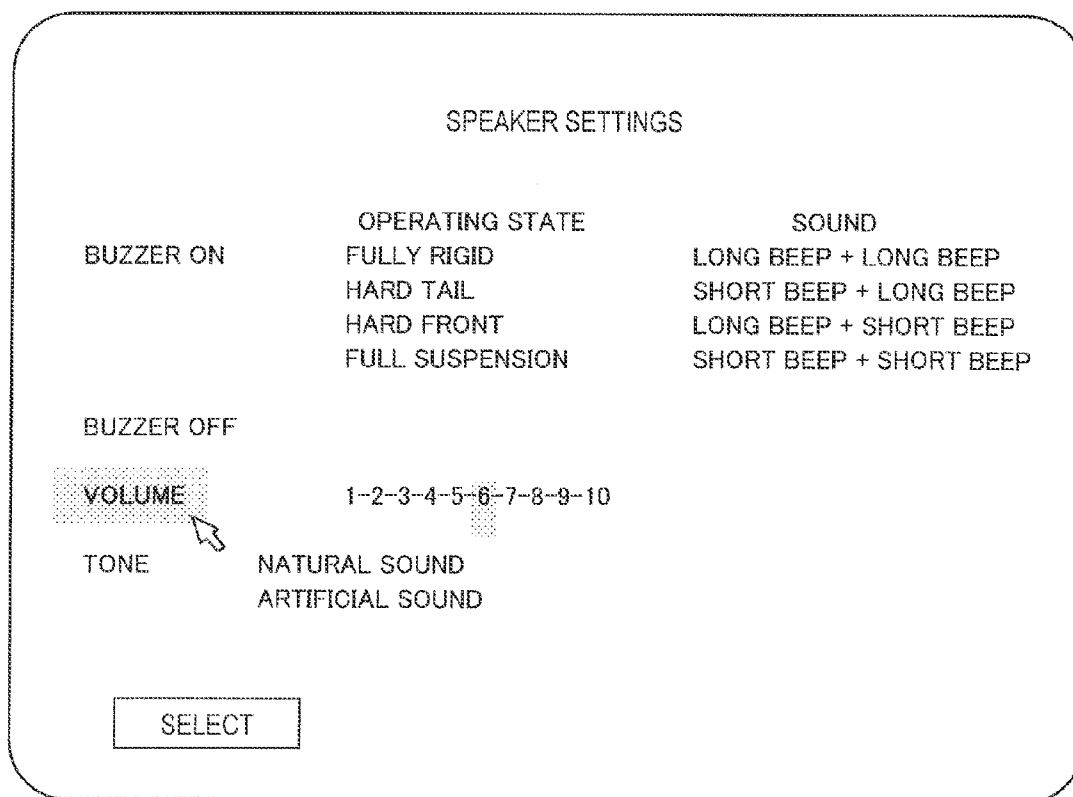 SPEAKER SETTINGS
OPERATING STATE SOUND
BUZZER ON FULLY RIGID LONG BEEP + LONG BEEP
HARD TAIL SHORT BEEP + LONG BEEP
HARD FRONT LONG BEEP + SHORT BEEP
FULL SUSPENSION SHORT BEEP + SHORT BEEP
BUZZER OFF
VOLUME 1-2-3-4-5-6-7-8-9-10
TONE NATURAL SOUND
ARTIFICIAL SOUND
SELECT